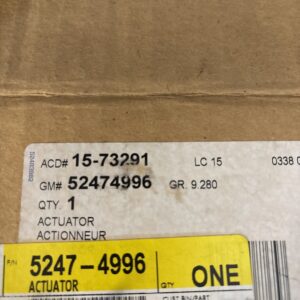 ACD# 15-73291 LC 15 0338
GM# 52474996 GR. 9.280
QTY. 1
ACTUATOR
ACTIONNEUR
P/N 5247-4996 QTY ONE
ACTUATOR